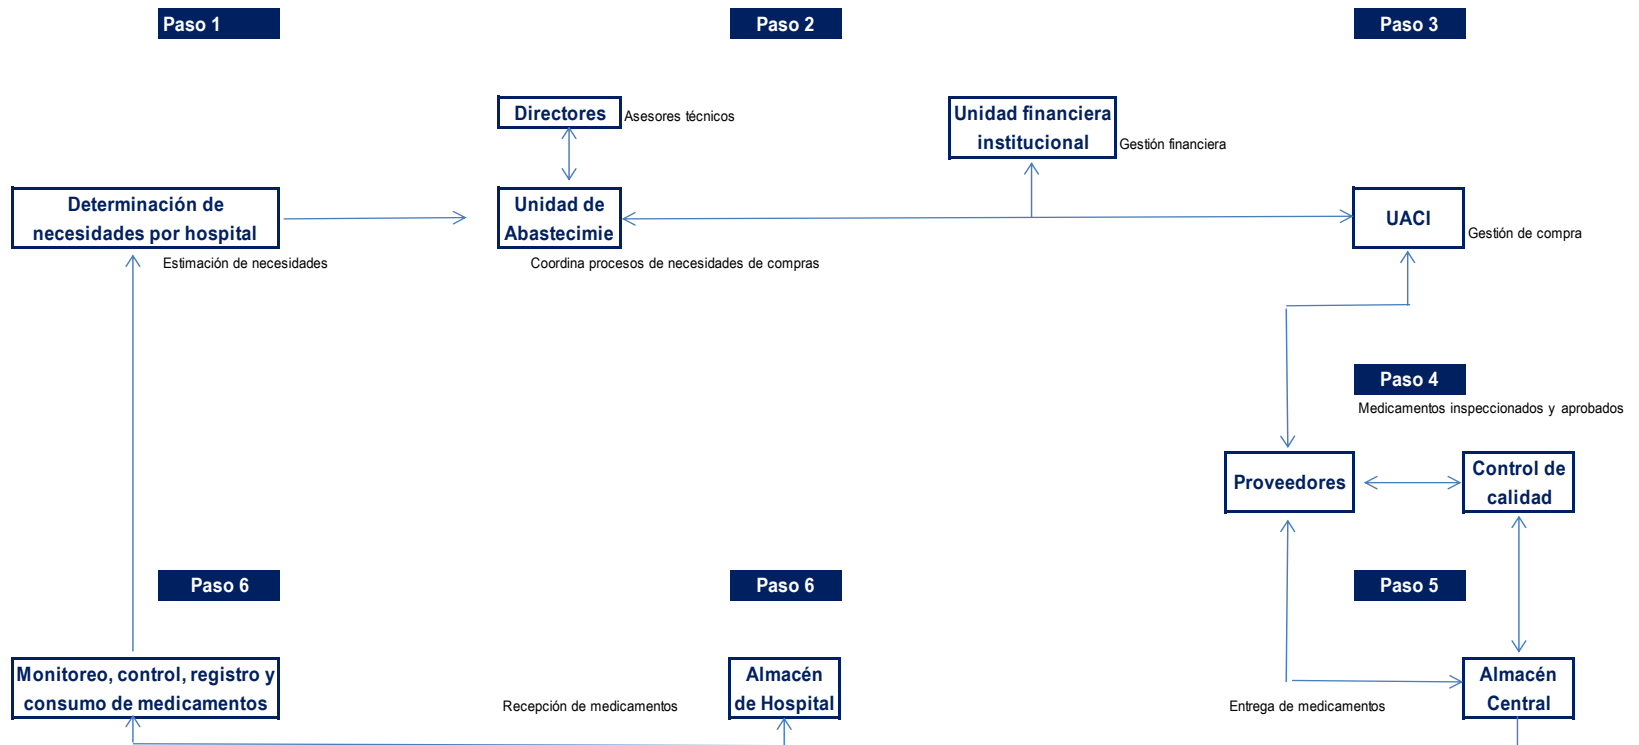 Paso 1
Paso 2
Paso 3
Directores
Asesores técnicos
Unidad financiera
institucional
Gestión financiera
Determinación de
necesidades por hospital
Estimación de necesidades
Unidad de
Abastecimie
Coordina procesos de necesidades de compras
UACI
Gestión de compra
Paso 4
Medicamentos inspeccionados y aprobados
Proveedores
Control de
calidad
Paso 6
Paso 6
Paso 5
Monitoreo, control, registro y
consumo de medicamentos
Recepción de medicamentos
Almacén
de Hospital
Entrega de medicamentos
Almacén
Central